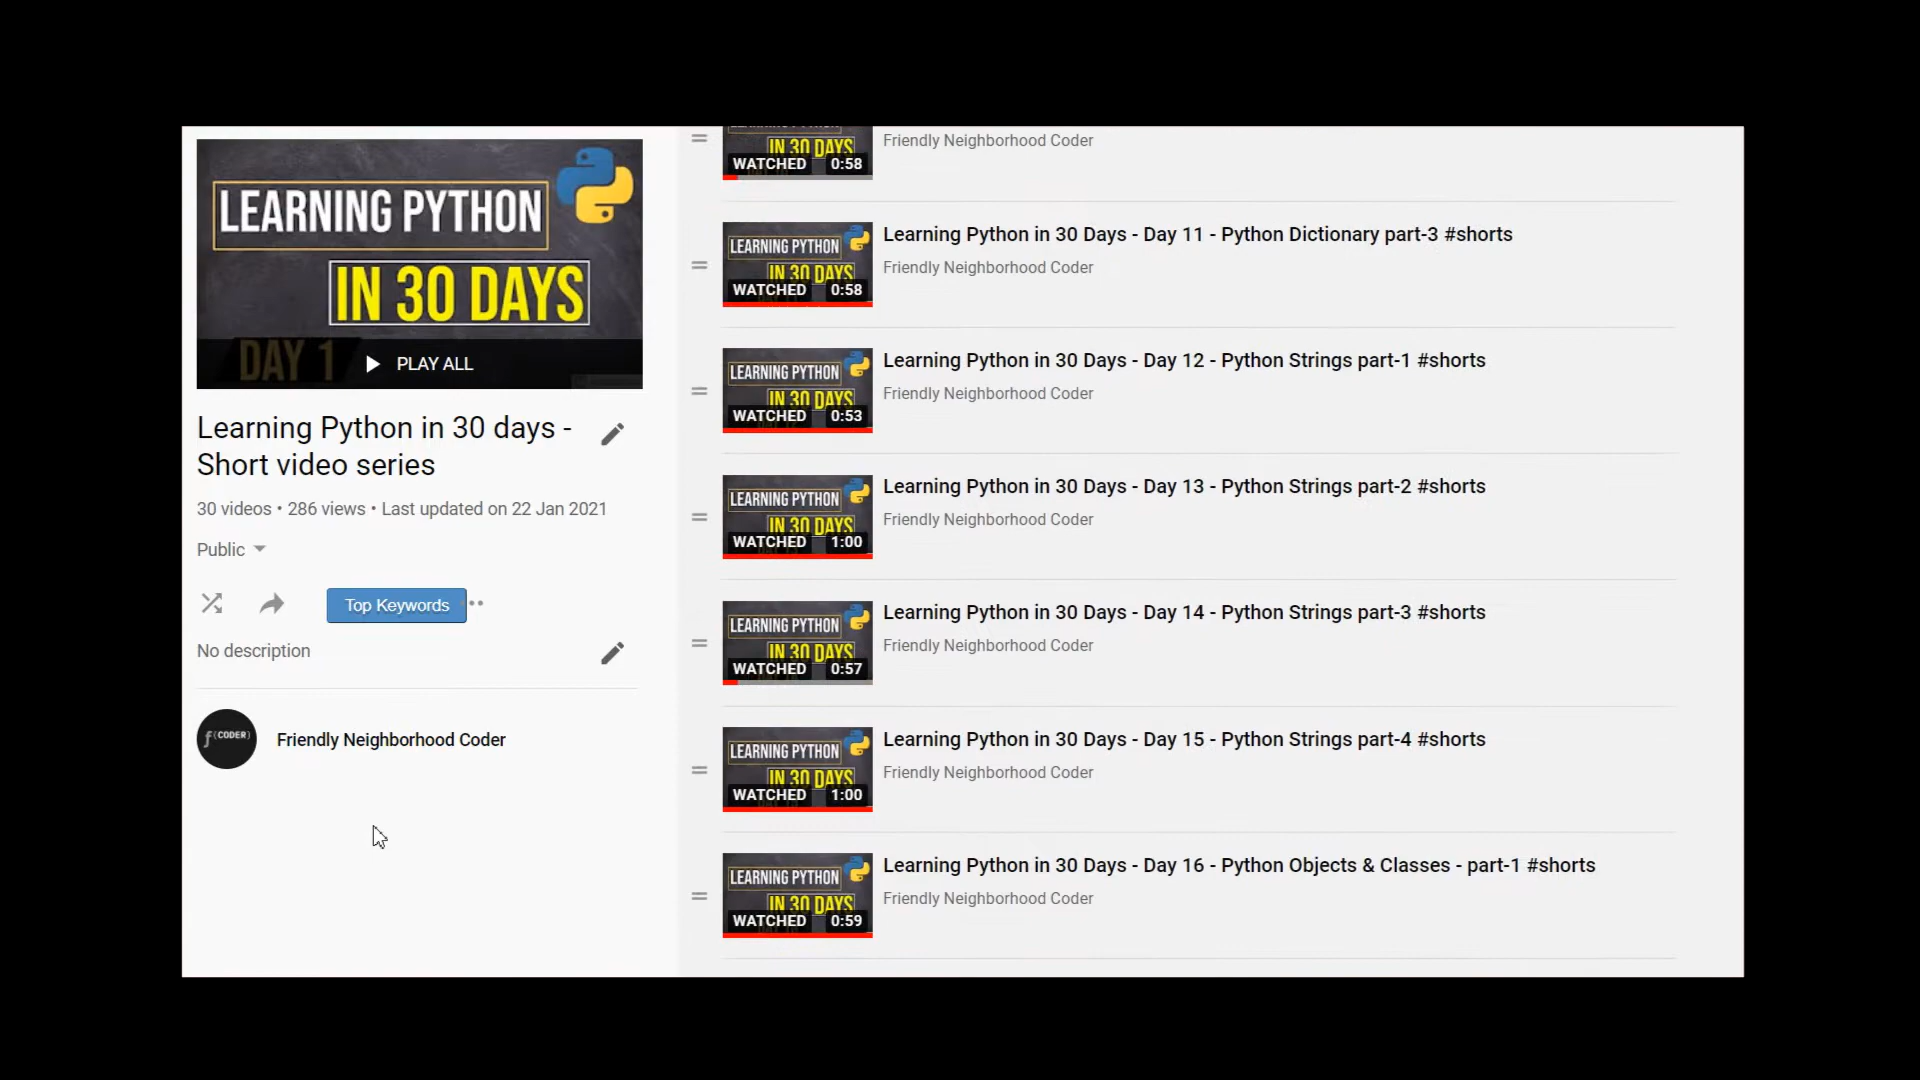 LEARNING PYTHON
IN 30 DAYS
DAY 1
PLAY ALL
Learning Python in 30 days -
Short video series
30 videos • 286 views • Last updated on 22 Jan 2021
Public
Top Keywords
No description
f(CODER)
Friendly Neighborhood Coder
IN 30 DAYS
WATCHED 0:58
Friendly Neighborhood Coder
LEARNING PYTHON
IN 30 DAYS
WATCHED 0:58
Learning Python in 30 Days - Day 11 - Python Dictionary part-3 #shorts
Friendly Neighborhood Coder
LEARNING PYTHON
IN 30 DAYS
WATCHED 0:53
Learning Python in 30 Days - Day 12 - Python Strings part-1 #shorts
Friendly Neighborhood Coder
LEARNING PYTHON
IN 30 DAYS
WATCHED 1:00
Learning Python in 30 Days - Day 13 - Python Strings part-2 #shorts
Friendly Neighborhood Coder
LEARNING PYTHON
IN 30 DAYS
WATCHED 0:57
Learning Python in 30 Days - Day 14 - Python Strings part-3 #shorts
Friendly Neighborhood Coder
LEARNING PYTHON
IN 30 DAYS
WATCHED 1:00
Learning Python in 30 Days - Day 15 - Python Strings part-4 #shorts
Friendly Neighborhood Coder
LEARNING PYTHON
IN 30 DAYS
WATCHED 0:59
Learning Python in 30 Days - Day 16 - Python Objects & Classes - part-1 #shorts
Friendly Neighborhood Coder